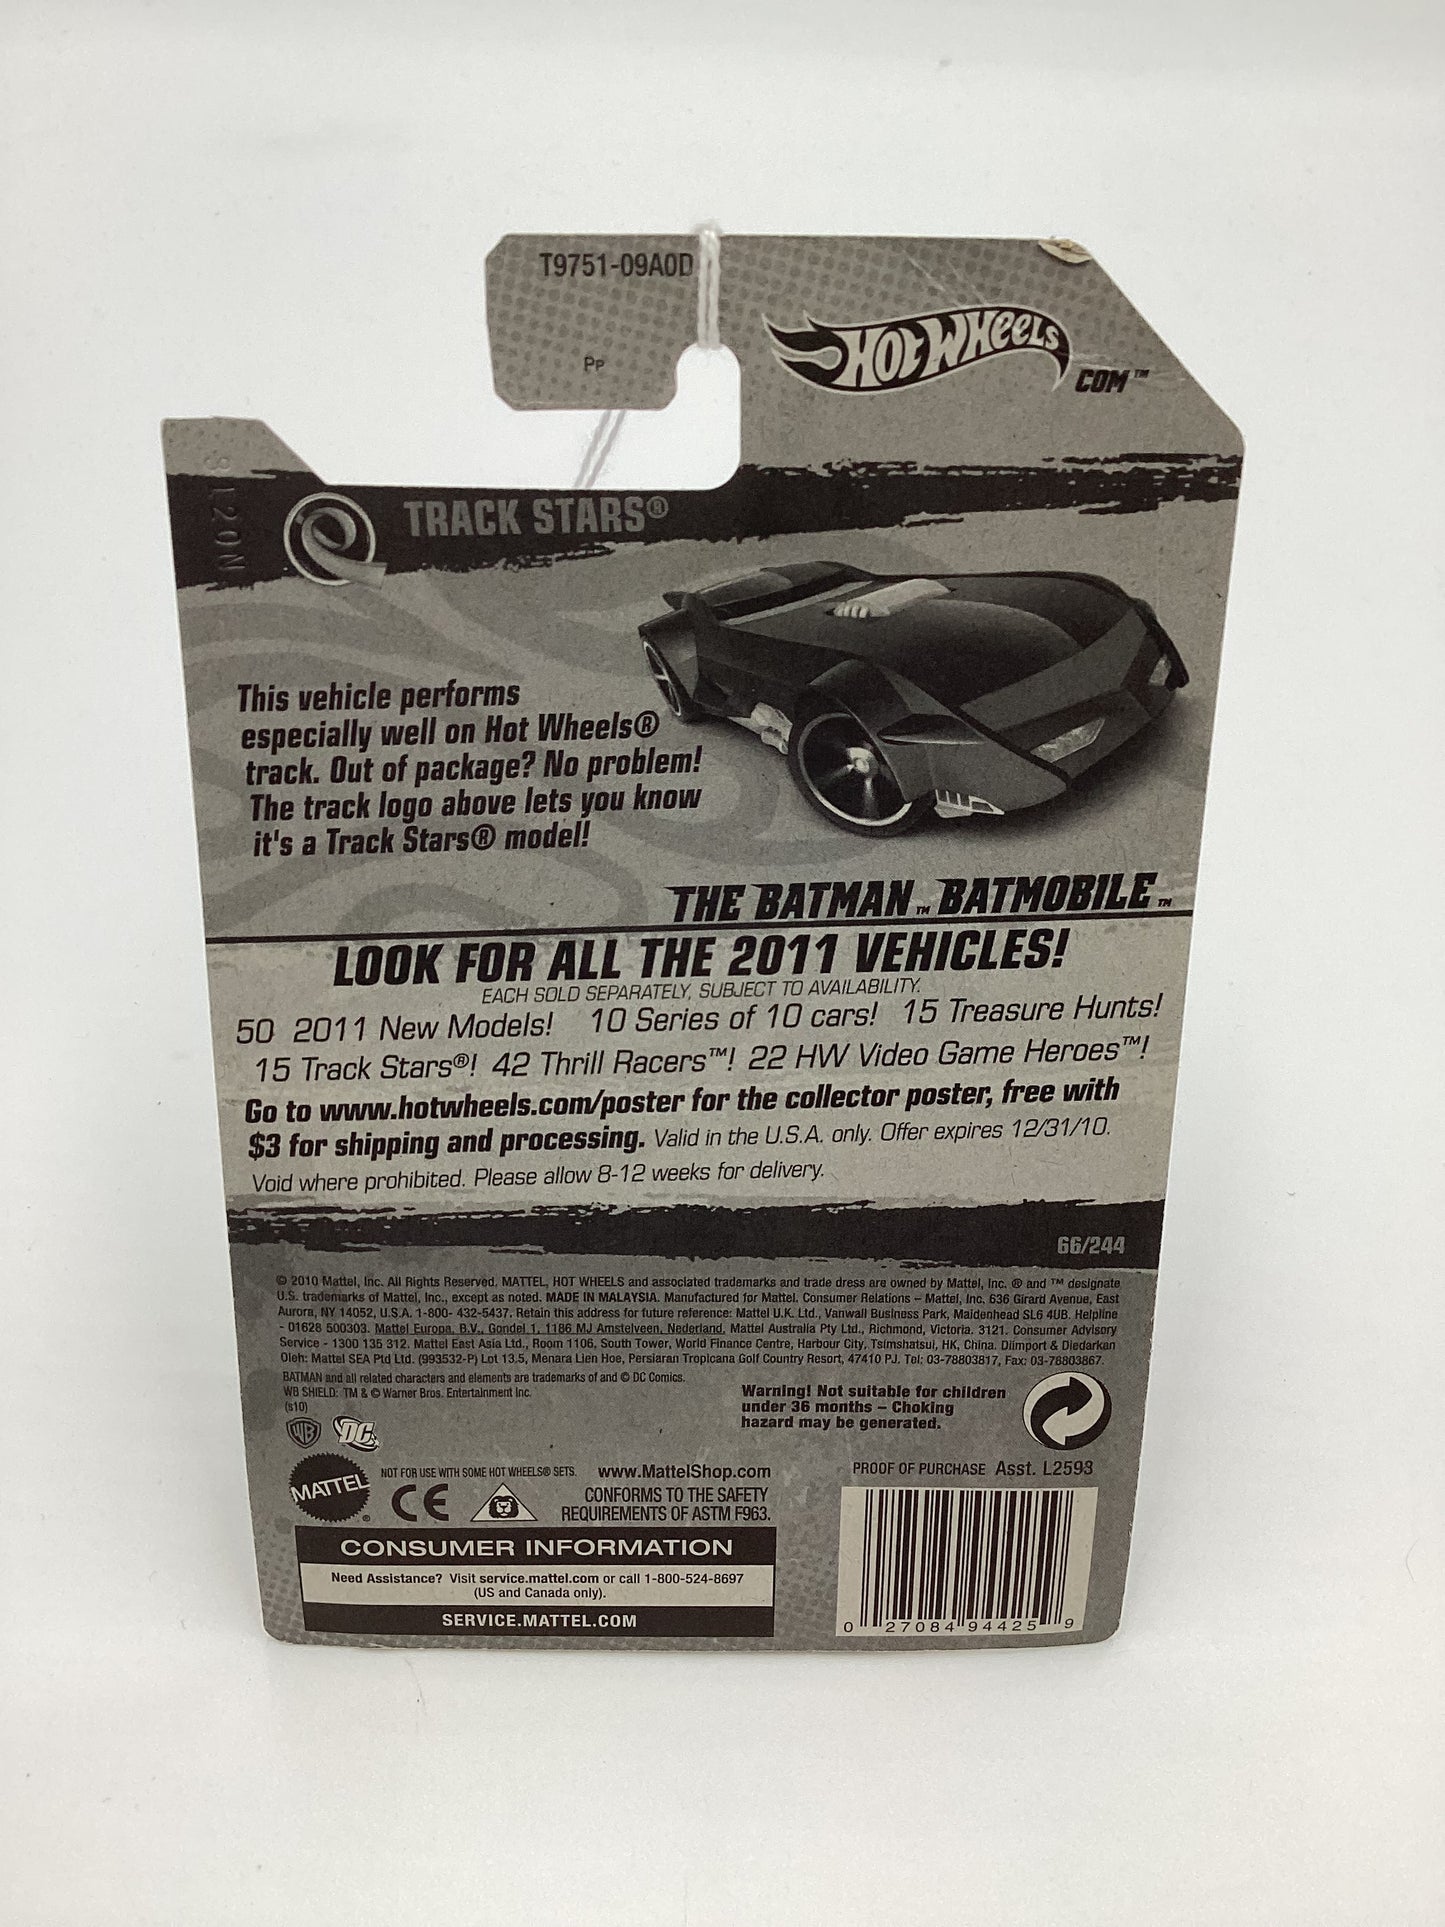 T9751-09A0D
Pp
HOT WHEELS
COM™
TRACK STARS®
This vehicle performs
especially well on Hot Wheels®
track. Out of package? No problem!
The track logo above lets you know
it's a Track Stars® model!
THE BATMAN™ BATMOBILE™
LOOK FOR ALL THE 2011 VEHICLES!
EACH SOLD SEPARATELY, SUBJECT TO AVAILABILITY.
50 2011 New Models! 10 Series of 10 cars! 15 Treasure Hunts!
15 Track Stars®! 42 Thrill Racers™! 22 HW Video Game Heroes™!
Go to www.hotwheels.com/poster for the collector poster, free with
$3 for shipping and processing. Valid in the U.S.A. only. Offer expires 12/31/10.
Void where prohibited. Please allow 8-12 weeks for delivery.
66/244
© 2010 Mattel, Inc. All Rights Reserved. MATTEL, HOT WHEELS and associated trademarks and trade dress are owned by Mattel, Inc. ® and ™ designate
U.S. trademarks of Mattel, Inc., except as noted. MADE IN MALAYSIA. Manufactured for Mattel. Consumer Relations – Mattel, Inc. 636 Girard Avenue, East
Aurora, NY 14052, U.S.A. 1-800- 432-5437. Retain this address for future reference: Mattel U.K. Ltd., Vanwall Business Park, Maidenhead SL6 4UB. Helpline
- 01628 500303. Mattel Europa, B.V., Gondel 1, 1186 MJ Amstelveen, Nederland. Mattel Australia Pty Ltd., Richmond, Victoria. 3121. Consumer Advisory
Service - 1300 135 312. Mattel East Asia Ltd., Room 1106, South Tower, World Finance Centre, Harbour City, Tsimshatsui, HK, China. Diimport & Diedarkan
Oleh: Mattel SEA Ptd Ltd. (993532-P) Lot 13.5, Menara Lien Hoe, Persiaran Tropicana Golf Country Resort, 47410 PJ. Tel: 03-78803817, Fax: 03-78803867.
BATMAN and all related characters and elements are trademarks of and © DC Comics.
WB SHIELD: TM & © Warner Bros. Entertainment Inc.
(s10)
WB DC
Warning! Not suitable for children
under 36 months – Choking
hazard may be generated.
MATTEL®
NOT FOR USE WITH SOME HOT WHEELS® SETS. www.MattelShop.com
CE
CONFORMS TO THE SAFETY
REQUIREMENTS OF ASTM F963.
PROOF OF PURCHASE Asst. L2593
CONSUMER INFORMATION
Need Assistance? Visit service.mattel.com or call 1-800-524-8697
(US and Canada only).
SERVICE.MATTEL.COM
0 27084 94425 9